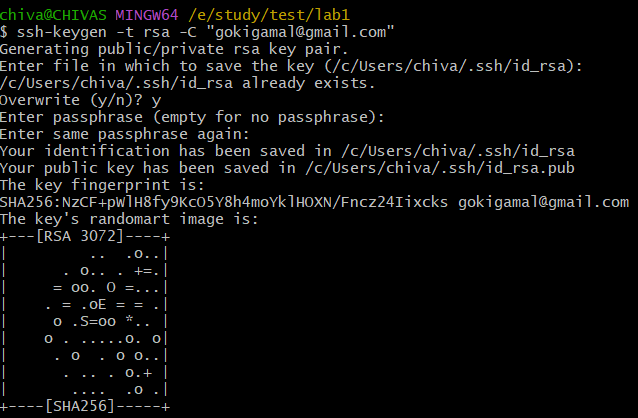 chiva@CHIVAS MINGW64 /e/study/test/lab1
$ ssh-keygen -t rsa -C "gokigamal@gmail.com"
Generating public/private rsa key pair.
Enter file in which to save the key (/c/Users/chiva/.ssh/id_rsa):
/c/Users/chiva/.ssh/id_rsa already exists.
Overwrite (y/n)? y
Enter passphrase (empty for no passphrase):
Enter same passphrase again:
Your identification has been saved in /c/Users/chiva/.ssh/id_rsa
Your public key has been saved in /c/Users/chiva/.ssh/id_rsa.pub
The key fingerprint is:
SHA256:NzCF+pWlH8fy9KcO5Y8h4moYklHOXN/Fncz24Iixcks gokigamal@gmail.com
The key's randomart image is:
+---[RSA 3072]----+
|         ..  .o..|
|      . o.. . +=.|
|     = oo. O =...|
|    . = .oE = = .|
|     o .S=oo *.. |
|    o . .....o. o|
|     . o  . o o..|
|      . .. . o.+ |
|       ....  .o .|
+----[SHA256]-----+